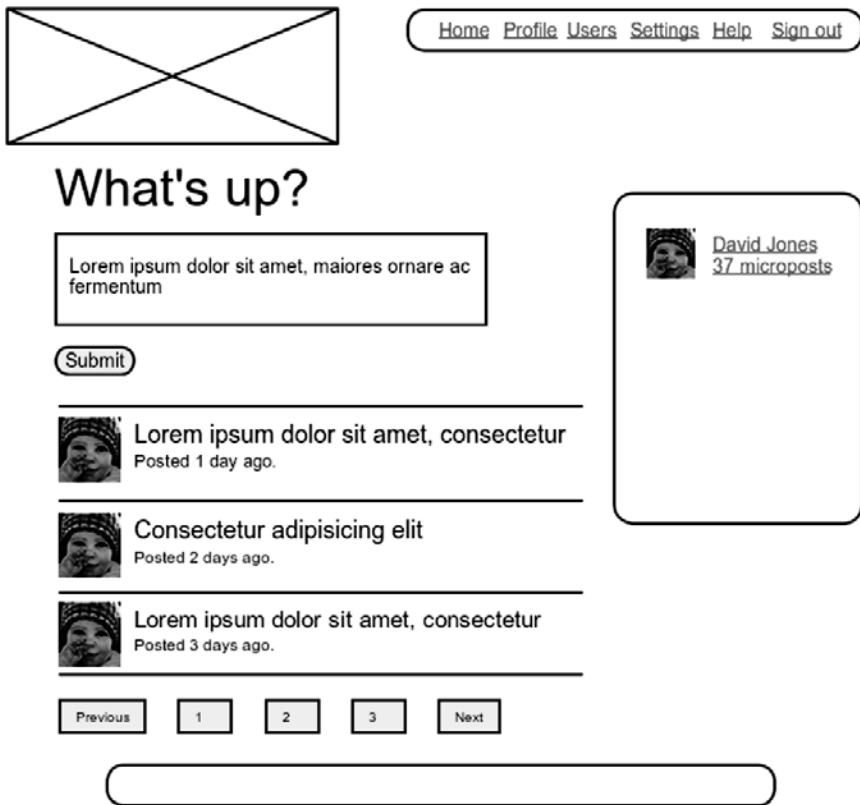 Home Profile Users Settings Help Sign out
What's up?
Lorem ipsum dolor sit amet, maiores ornare ac
fermentum
Submit
David Jones
37 microposts
Lorem ipsum dolor sit amet, consectetur
Posted 1 day ago.
Consectetur adipisicing elit
Posted 2 days ago.
Lorem ipsum dolor sit amet, consectetur
Posted 3 days ago.
Previous 1 2 3 Next